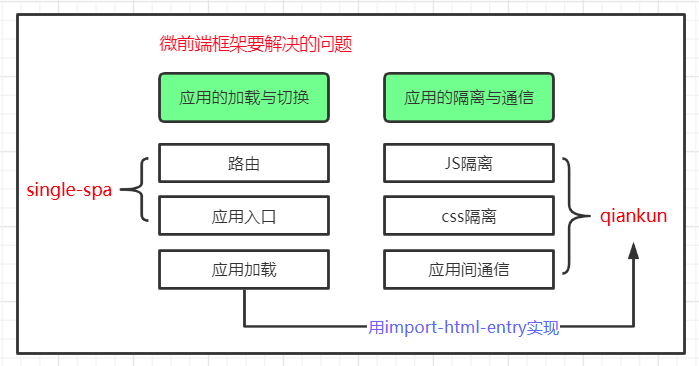 微前端框架要解决的问题
应用的加载与切换
应用的隔离与通信
路由
JS隔离
single-spa
应用入口
css隔离
qiankun
应用加载
应用间通信
用import-html-entry实现